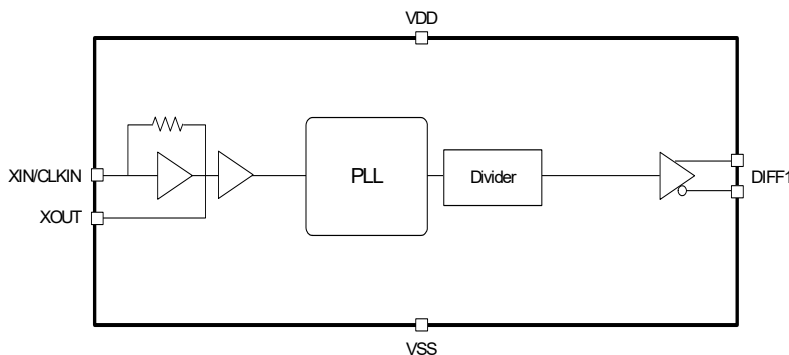 VDD
XIN/CLKIN
PLL
Divider
DIFF1
XOUT
VSS